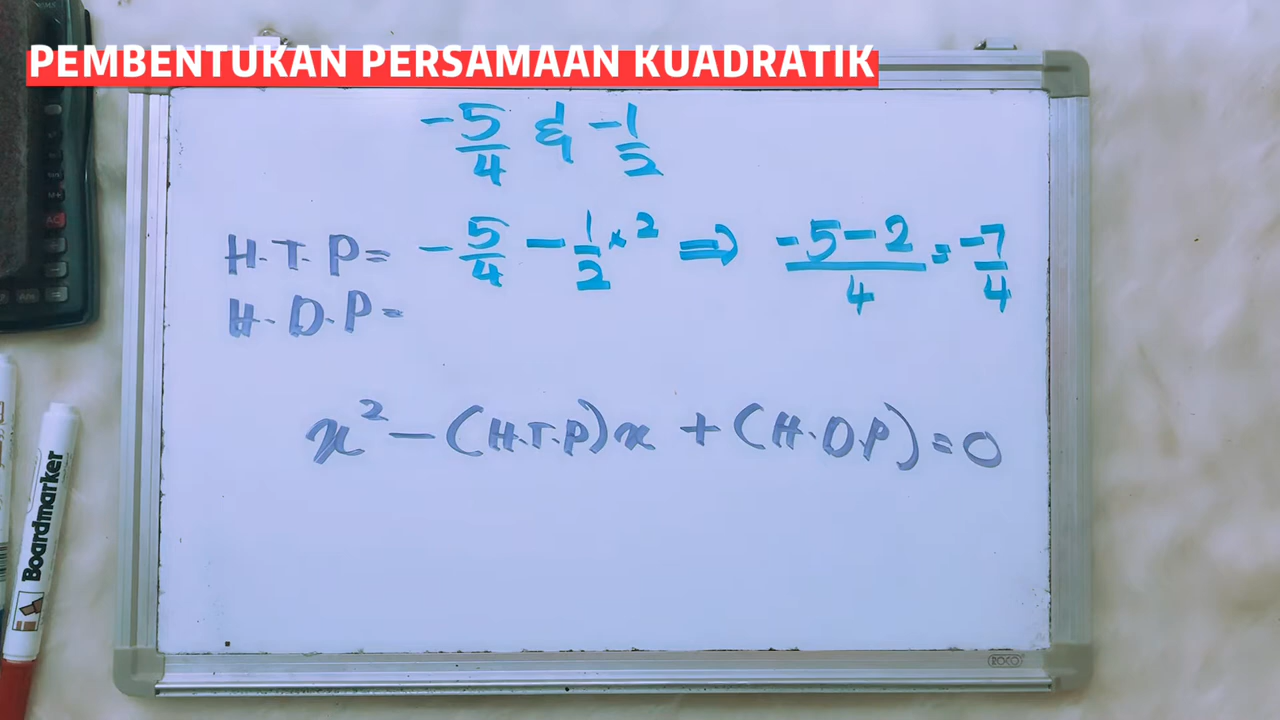 PEMBENTUKAN PERSAMAAN KUADRATIK
-5/4 & -1/2
H.T.P = -5/4 - 1/2 × 2 ⇒ -5-2/4 = -7/4
H.D.P =
x² - (H.T.P)x + (H.D.P) = 0
Boardmarker
ROCO
AC